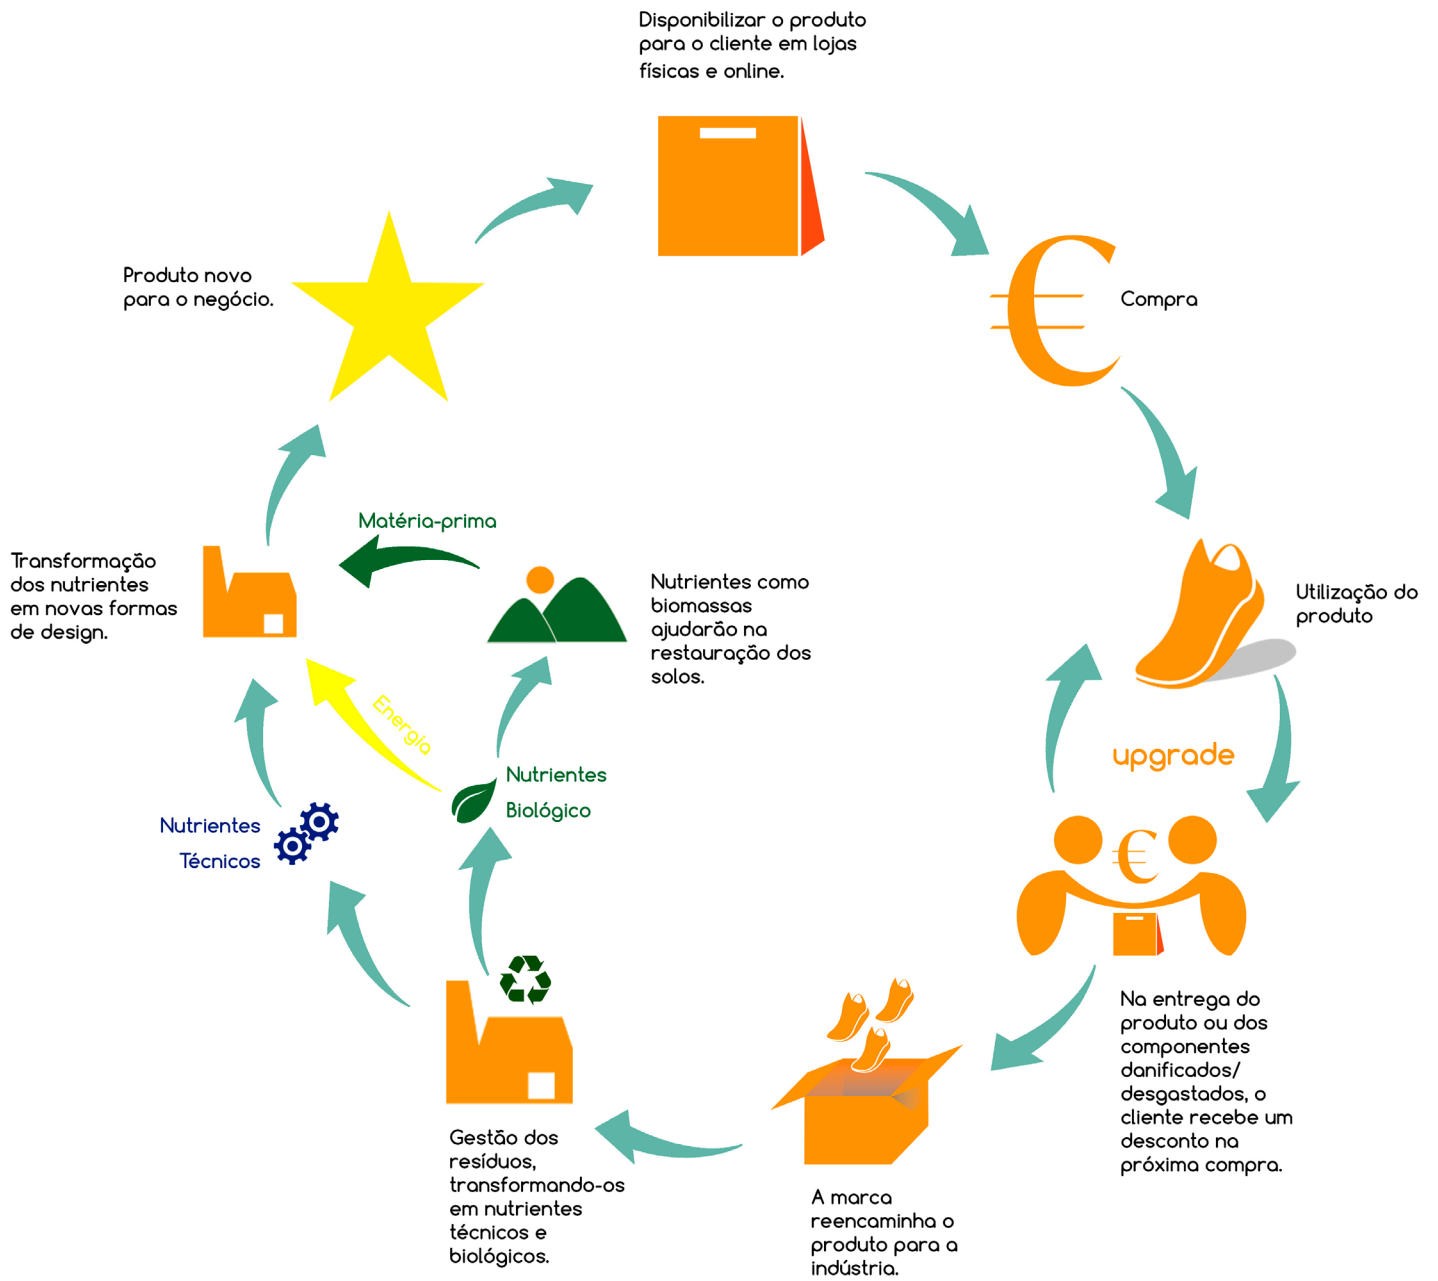 Disponibilizar o produto
para o cliente em lojas
físicas e online.
Produto novo
para o negócio.
Compra
Matéria-prima
Transformação
dos nutrientes
em novas formas
de design.
Nutrientes como
biomassas
ajudarão na
restauração dos
solos.
Utilização do
produto
Energia
upgrade
Nutrientes
Biológico
Nutrientes
Técnicos
Na entrega do
produto ou dos
componentes
danificados/
desgastados, o
cliente recebe um
desconto na
próxima compra.
Gestão dos
resíduos,
transformando-os
em nutrientes
técnicos e
biológicos.
A marca
reencaminha o
produto para a
indústria.